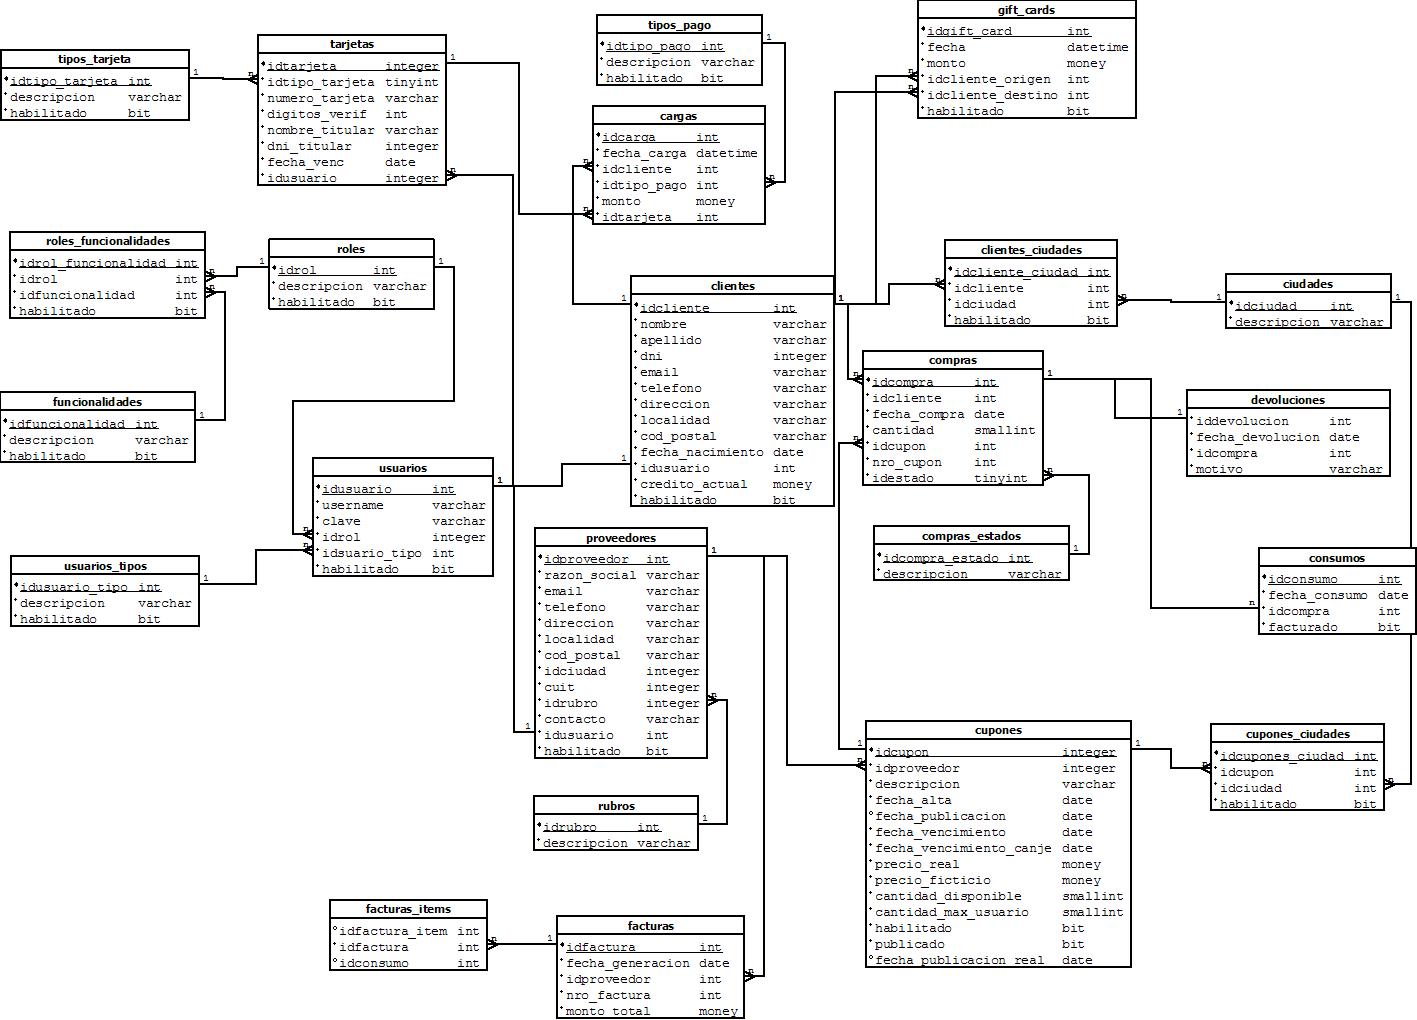 tipos_tarjeta
idtipo_tarjeta int
descripcion varchar
habilitado bit
tarjetas
idtarjeta integer
idtipo_tarjeta tinyint
numero_tarjeta varchar
digitos_verif int
nombre_titular varchar
dni_titular integer
fecha_venc date
idusuario integer
tipos_pago
idtipo_pago int
descripcion varchar
habilitado bit
cargas
idcarga int
fecha_carga datetime
idcliente int
idtipo_pago int
monto money
idtarjeta int
gift_cards
idgift_card int
fecha datetime
monto money
idcliente_origen int
idcliente_destino int
habilitado bit
roles_funcionalidades
idrol_funcionalidad int
idrol int
idfuncionalidad int
habilitado bit
roles
idrol int
descripcion varchar
habilitado bit
clientes
idcliente int
nombre varchar
apellido varchar
dni integer
email varchar
telefono varchar
direccion varchar
localidad varchar
cod_postal varchar
fecha_nacimiento date
idusuario int
credito_actual money
habilitado bit
clientes_ciudades
idcliente_ciudad int
idcliente int
idciudad int
habilitado bit
ciudades
idciudad int
descripcion varchar
compras
idcompra int
idcliente int
fecha_compra date
cantidad smallint
idcupon int
nro_cupon int
idestado tinyint
devoluciones
iddevolucion int
fecha_devolucion date
idcompra int
motivo varchar
funcionalidades
idfuncionalidad int
descripcion varchar
habilitado bit
usuarios
idusuario int
username varchar
clave varchar
idrol integer
idsuario_tipo int
habilitado bit
usuarios_tipos
idusuario_tipo int
descripcion varchar
habilitado bit
proveedores
idproveedor int
razon_social varchar
email varchar
telefono varchar
direccion varchar
localidad varchar
cod_postal varchar
idciudad integer
cuit integer
idrubro integer
contacto varchar
idusuario int
habilitado bit
compras_estados
idcompra_estado int
descripcion varchar
consumos
idconsumo int
fecha_consumo date
idcompra int
facturado bit
cupones
idcupon integer
idproveedor integer
descripcion varchar
fecha_alta date
fecha_publicacion date
fecha_vencimiento date
fecha_vencimiento_canje date
precio_real money
precio_ficticio money
cantidad_disponible smallint
cantidad_max_usuario smallint
habilitado bit
publicado bit
fecha_publicacion_real date
cupones_ciudades
idcupones_ciudad int
idcupon int
idciudad int
habilitado bit
rubros
idrubro int
descripcion varchar
facturas_items
idfactura_item int
idfactura int
idconsumo int
facturas
idfactura int
fecha_generacion date
idproveedor int
nro_factura int
monto_total money